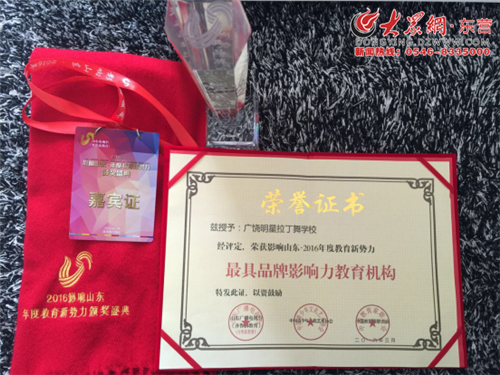 大众网·东营
DONGYING.DZWWW.COM
新闻热线：0546-8335000
嘉宾证
2016影响山东
年度教育新势力颁奖盛典
荣誉证书
兹授予：广饶明星拉丁舞学校
经评定，荣获影响山东·2016年度教育新势力
最具品牌影响力教育机构
特发此证，以资鼓励